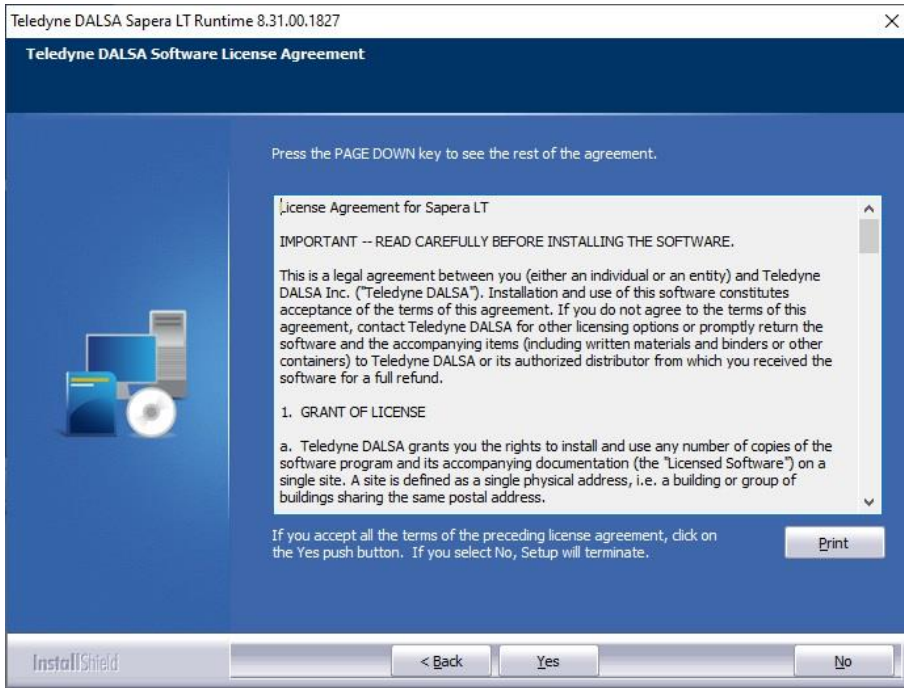 Teledyne DALSA Sapera LT Runtime 8.31.00.1827
Teledyne DALSA Software License Agreement
Press the PAGE DOWN key to see the rest of the agreement.
License Agreement for Sapera LT
IMPORTANT -- READ CAREFULLY BEFORE INSTALLING THE SOFTWARE.
This is a legal agreement between you (either an individual or an entity) and Teledyne
DALSA Inc. ("Teledyne DALSA"). Installation and use of this software constitutes
acceptance of the terms of this agreement. If you do not agree to the terms of this
agreement, contact Teledyne DALSA for other licensing options or promptly return the
software and the accompanying items (including written materials and binders or other
containers) to Teledyne DALSA or its authorized distributor from which you received the
software for a full refund.
1. GRANT OF LICENSE
a. Teledyne DALSA grants you the rights to install and use any number of copies of the
software program and its accompanying documentation (the "Licensed Software") on a
single site. A site is defined as a single physical address, i.e. a building or group of
buildings sharing the same postal address.
If you accept all the terms of the preceding license agreement, click on
the Yes push button. If you select No, Setup will terminate.
Print
InstallShield
< Back
Yes
No